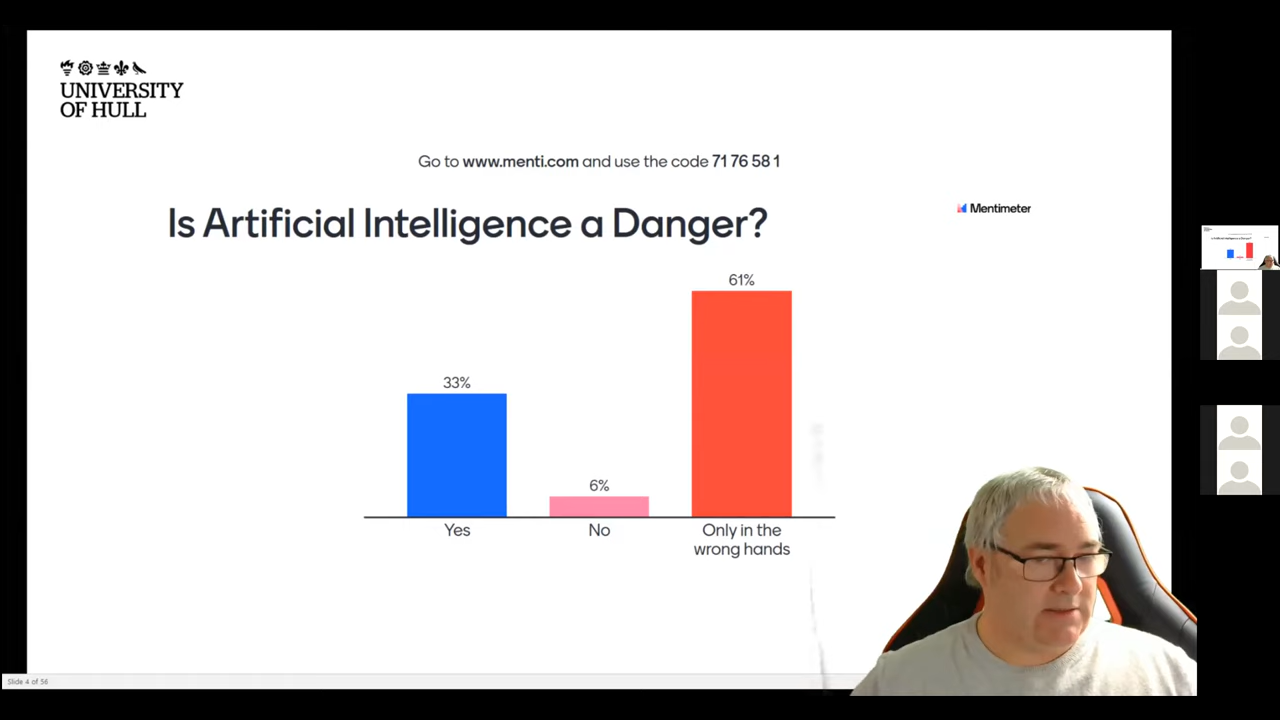 UNIVERSITY
OF HULL
Go to www.menti.com and use the code 71 76 58 1
Is Artificial Intelligence a Danger?
Mentimeter
61%
33%
6%
Yes
No
Only in the
wrong hands
Slide 4 of 56